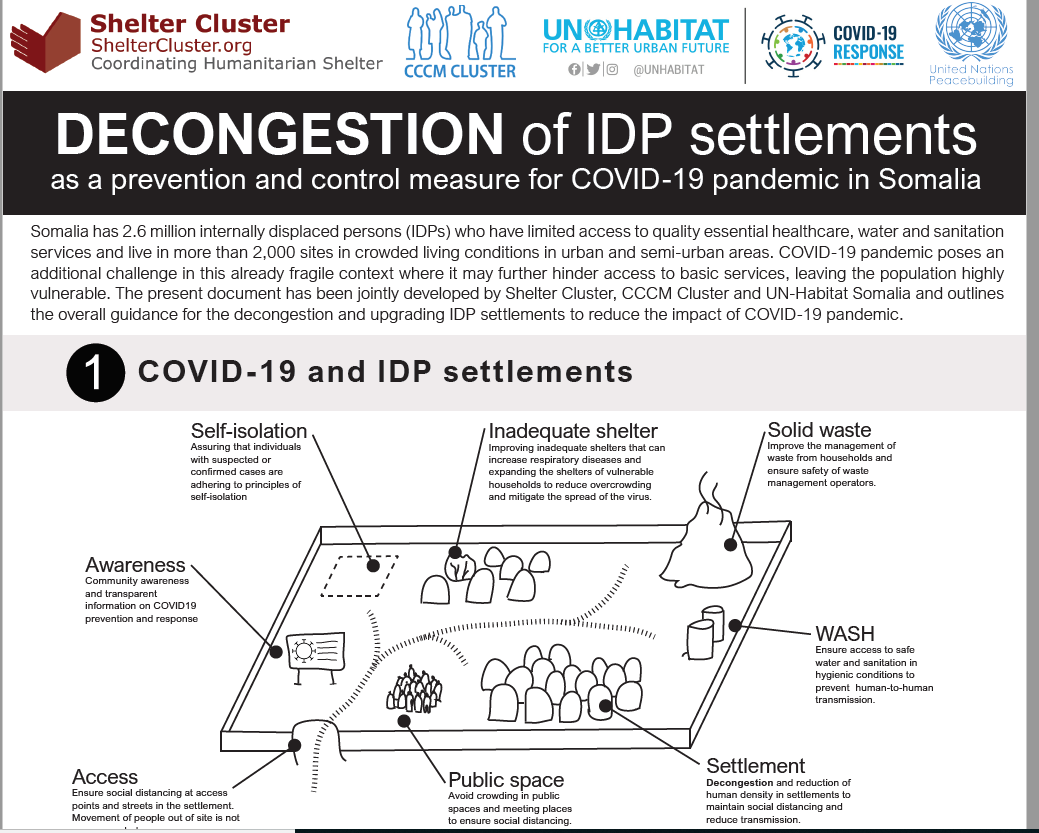 Shelter Cluster
ShelterCluster.org
Coordinating Humanitarian Shelter
CCCM CLUSTER
UN HABITAT
FOR A BETTER URBAN FUTURE
@UNHABITAT
COVID-19
RESPONSE
United Nations
Peacebuilding
DECONGESTION of IDP settlements
as a prevention and control measure for COVID-19 pandemic in Somalia
Somalia has 2.6 million internally displaced persons (IDPs) who have limited access to quality essential healthcare, water and sanitation
services and live in more than 2,000 sites in crowded living conditions in urban and semi-urban areas. COVID-19 pandemic poses an
additional challenge in this already fragile context where it may further hinder access to basic services, leaving the population highly
vulnerable. The present document has been jointly developed by Shelter Cluster, CCCM Cluster and UN-Habitat Somalia and outlines
the overall guidance for the decongestion and upgrading IDP settlements to reduce the impact of COVID-19 pandemic.
1 COVID-19 and IDP settlements
Self-isolation
Assuring that individuals
with suspected or
confirmed cases are
adhering to principles of
self-isolation
Inadequate shelter
Improving inadequate shelters that can
increase respiratory diseases and
expanding the shelters of vulnerable
households to reduce overcrowding
and mitigate the spread of the virus.
Solid waste
Improve the management of
waste from households and
ensure safety of waste
management operators.
Awareness
Community awareness
and transparent
information on COVID19
prevention and response
WASH
Ensure access to safe
water and sanitation in
hygienic conditions to
prevent human-to-human
transmission.
Access
Ensure social distancing at access
points and streets in the settlement.
Movement of people out of site is not
Public space
Avoid crowding in public
spaces and meeting places
to ensure social distancing.
Settlement
Decongestion and reduction of
human density in settlements to
maintain social distancing and
reduce transmission.